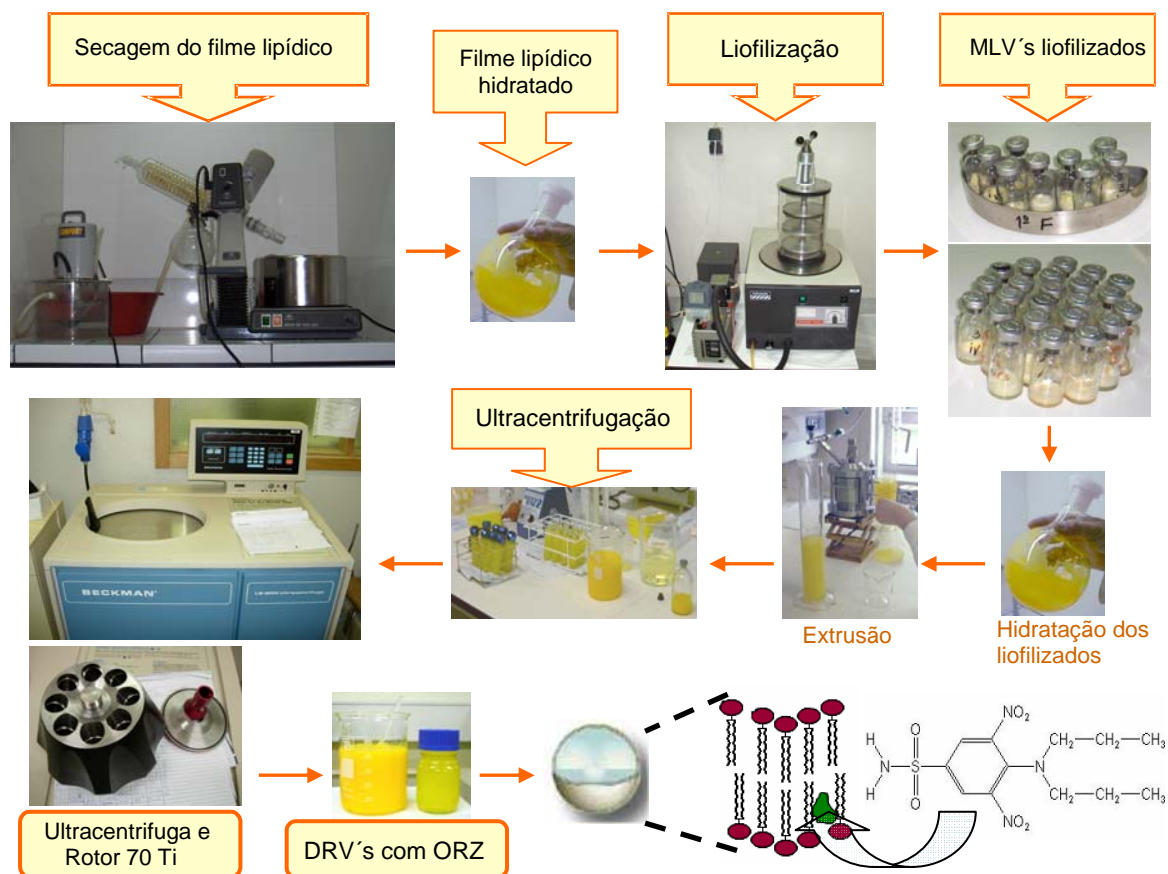 Secagem do filme lipídico
Filme lipídico
hidratado
Liofilização
MLV´s liofilizados
1ª F
Ultracentrifugação
BECKMAN
Extrusão
Hidratação dos
liofilizados
Ultracentrifuga e
Rotor 70 Ti
DRV´s com ORZ
H
N
H
O
S
O
NO₂
N
CH₂—CH₂—CH₃
CH₂—CH₂—CH₃
NO₂